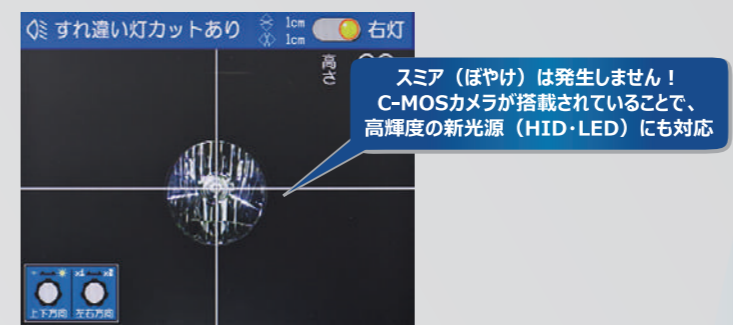 すれ違い灯カットあり
1cm
1cm
右灯
高さ
スミア（ぼやけ）は発生しません！
C-MOSカメラが搭載されていることで、
高輝度の新光源（HID･LED）にも対応
x1
x2
上下方向
左右方向